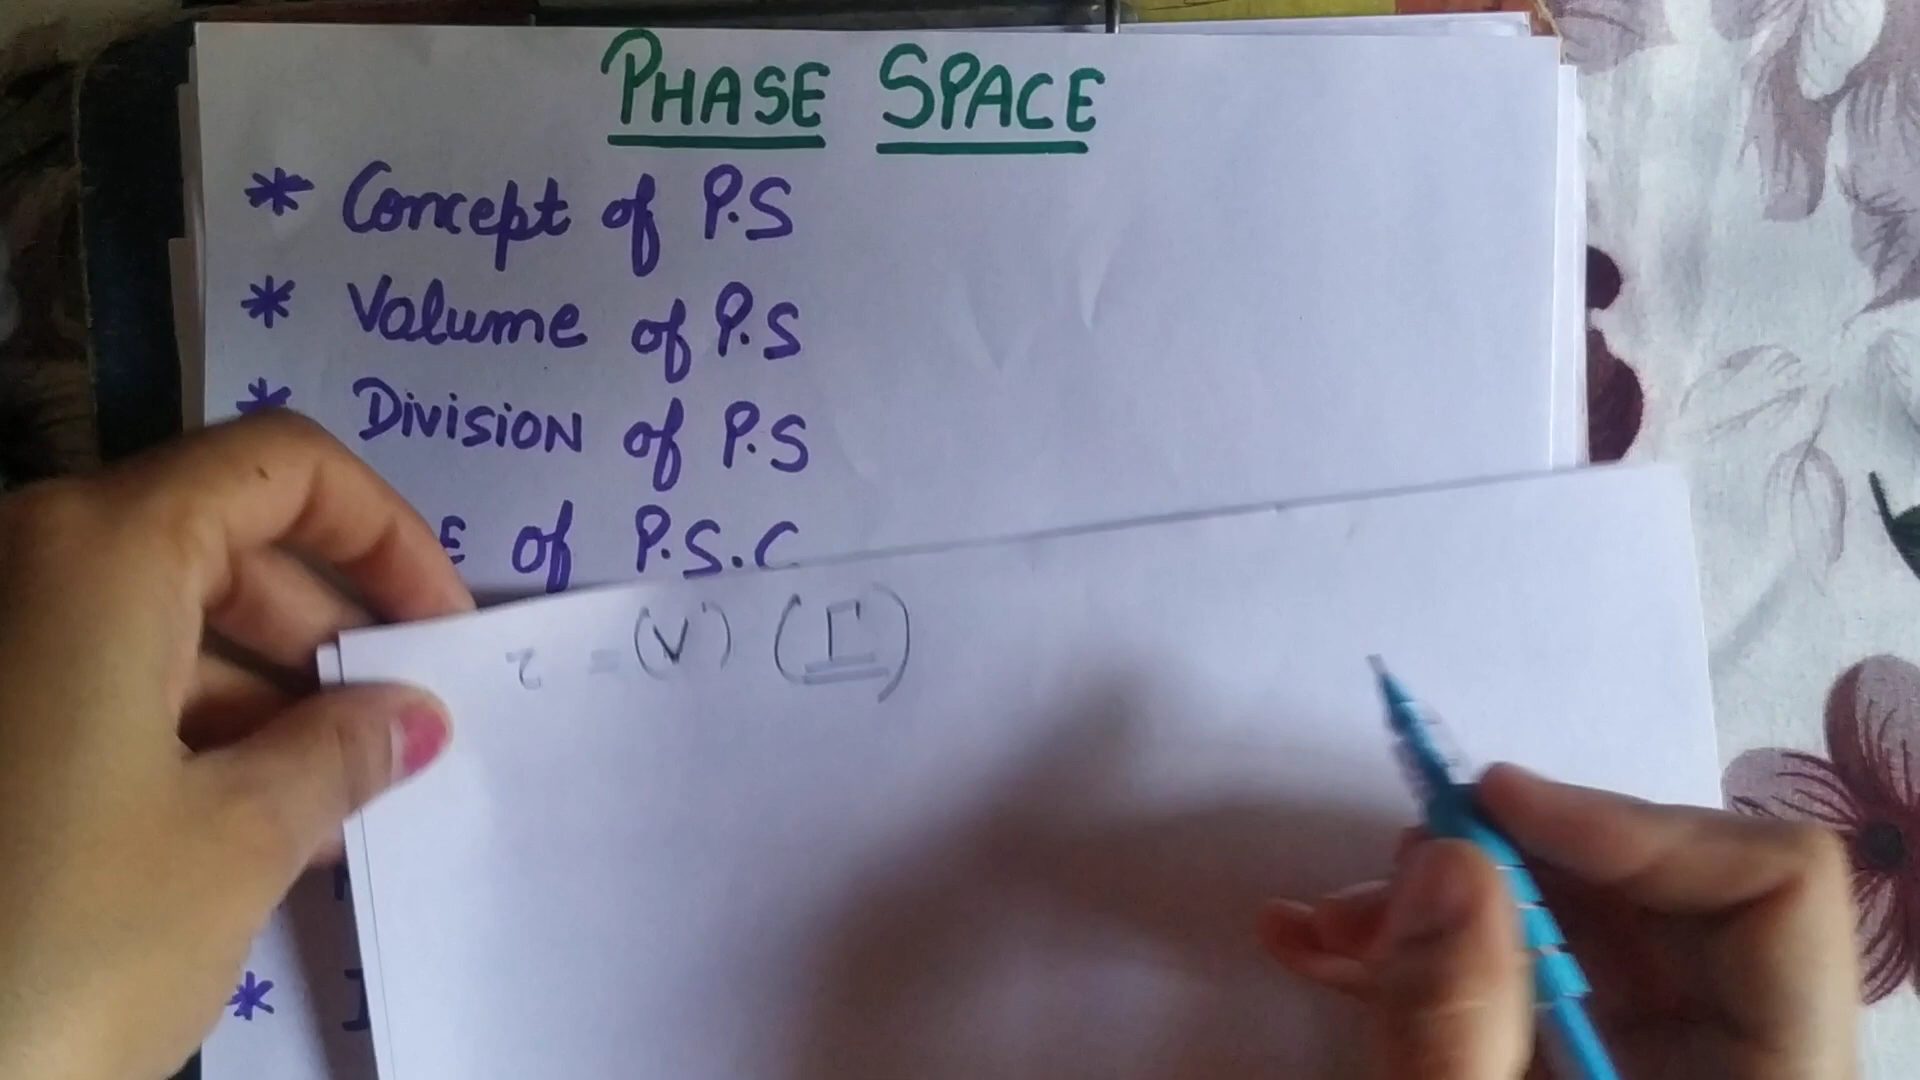 PHASE SPACE
* Concept of P.S
* Volume of P.S
* Division of P.S
of P.S.C
τ = (V) (Γ)
*